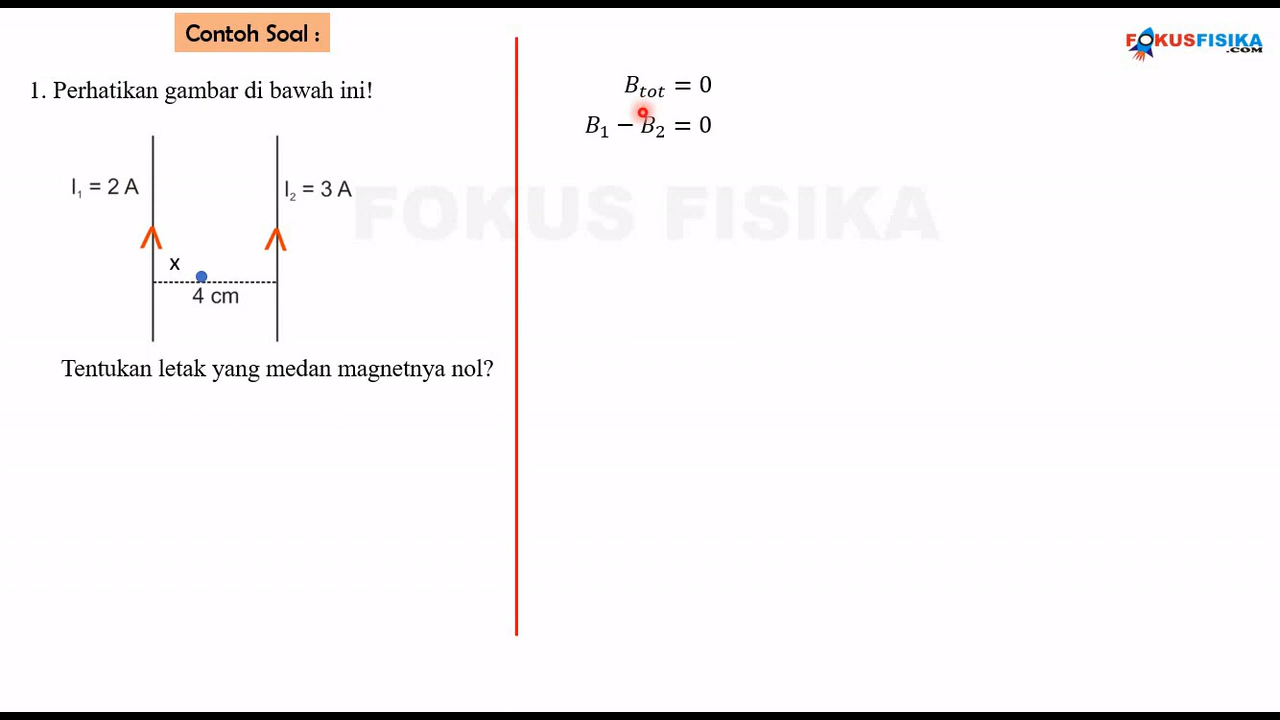 Contoh Soal :
FOKUSFISIKA
.COM
1. Perhatikan gambar di bawah ini!
I₁ = 2 A
I₂ = 3 A
x
4 cm
Tentukan letak yang medan magnetnya nol?
B_tot = 0
B₁ − B₂ = 0
FOKUS FISIKA